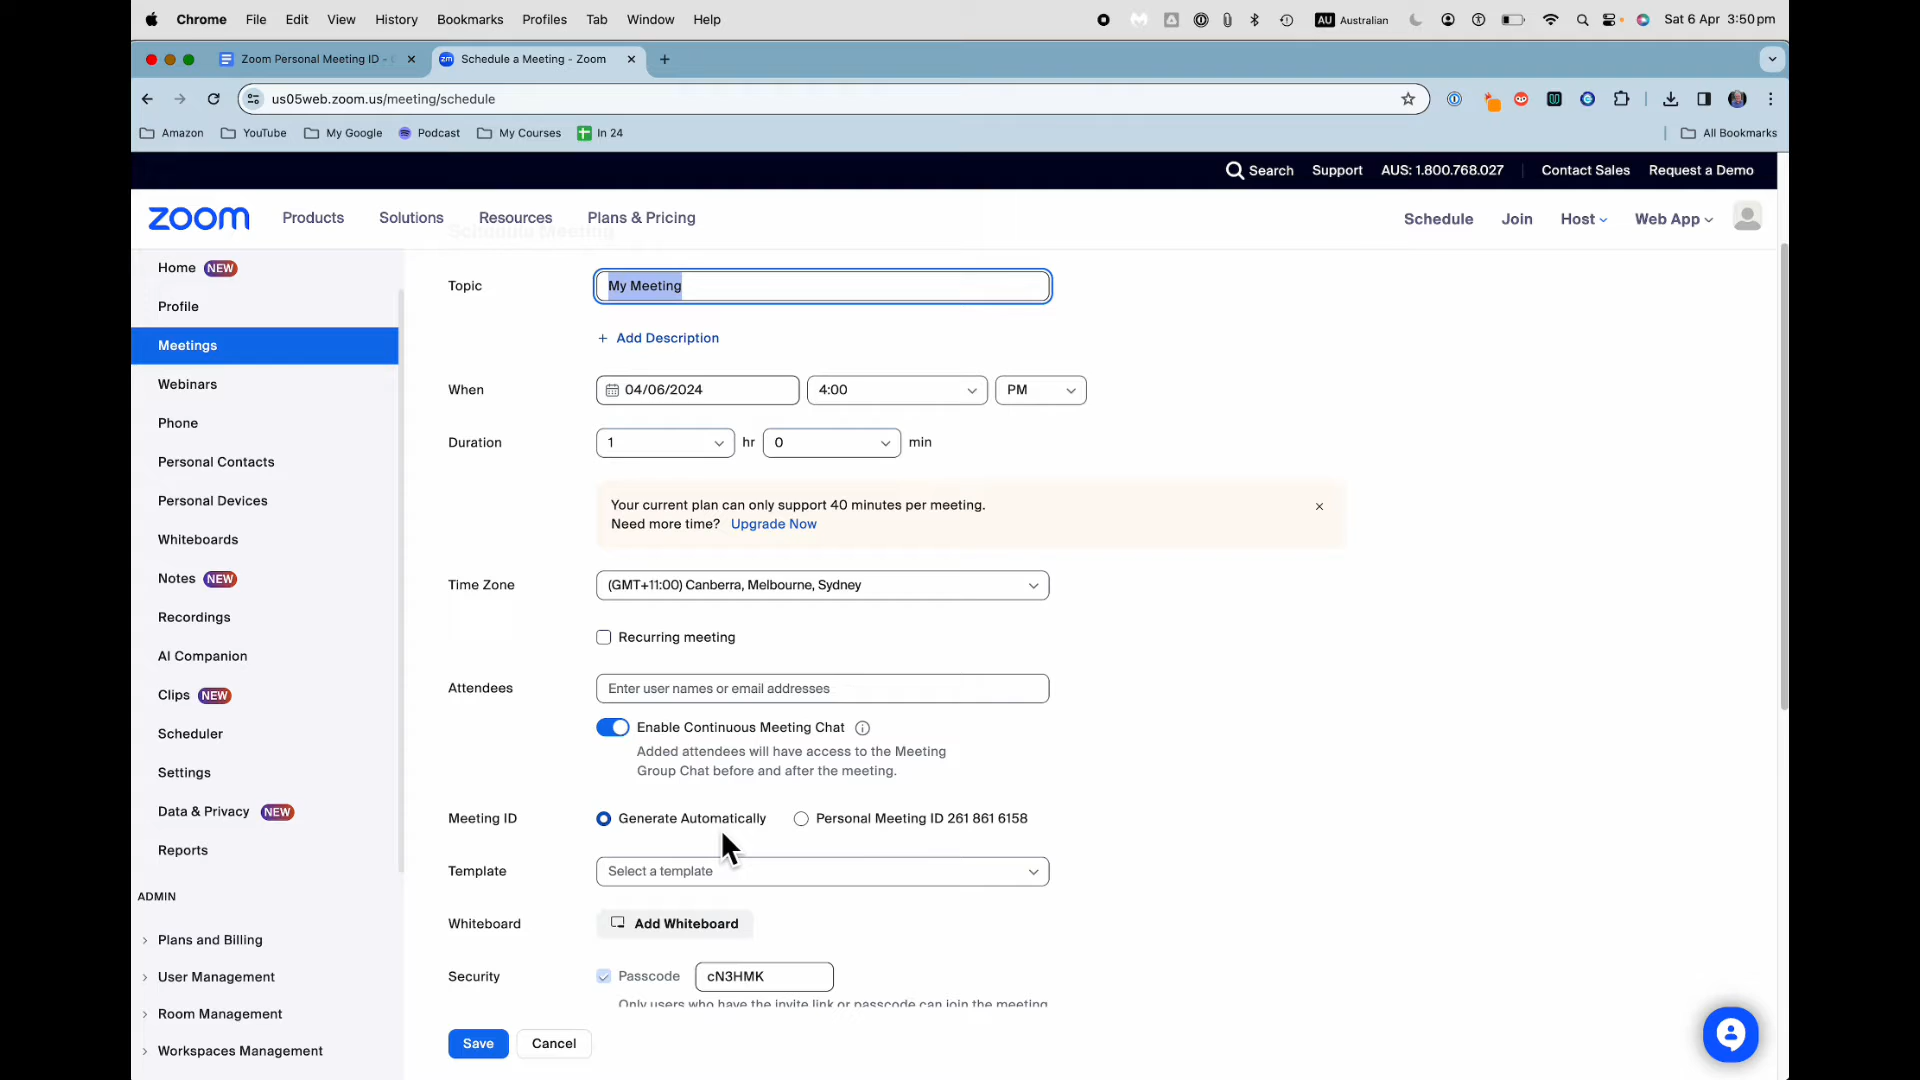 Chrome File Edit View History Bookmarks Profiles Tab Window Help AU Australian Sat 6 Apr 3:50 pm
Zoom Personal Meeting ID - zm Schedule a Meeting - Zoom
us05web.zoom.us/meeting/schedule
Amazon YouTube My Google Podcast My Courses In 24 All Bookmarks
Search Support AUS: 1.800.768.027 Contact Sales Request a Demo
zoom Products Solutions Resources Plans & Pricing Schedule Join Host Web App
Schedule Meeting
Home NEW
Profile
Meetings
Webinars
Phone
Personal Contacts
Personal Devices
Whiteboards
Notes NEW
Recordings
AI Companion
Clips NEW
Scheduler
Settings
Data & Privacy NEW
Reports
ADMIN
Plans and Billing
User Management
Room Management
Workspaces Management
Topic My Meeting
+ Add Description
When 04/06/2024 4:00 PM
Duration 1 hr 0 min
Your current plan can only support 40 minutes per meeting.
Need more time? Upgrade Now
Time Zone (GMT+11:00) Canberra, Melbourne, Sydney
Recurring meeting
Attendees Enter user names or email addresses
Enable Continuous Meeting Chat
Added attendees will have access to the Meeting
Group Chat before and after the meeting.
Meeting ID Generate Automatically Personal Meeting ID 261 861 6158
Template Select a template
Whiteboard Add Whiteboard
Security Passcode cN3HMK
Only users who have the invite link or passcode can join the meeting
Save Cancel